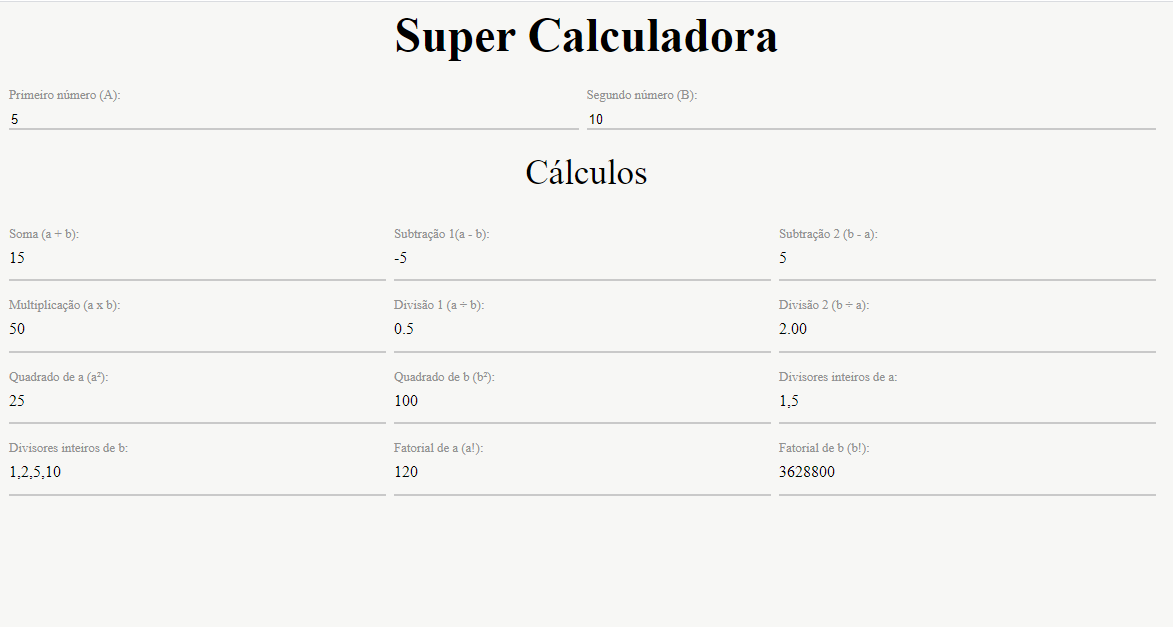 Super Calculadora
Primeiro número (A): Segundo número (B):
5 10
Cálculos
Soma (a + b): Subtração 1(a - b): Subtração 2 (b - a):
15 -5 5
Multiplicação (a x b): Divisão 1 (a ÷ b): Divisão 2 (b ÷ a):
50 0.5 2.00
Quadrado de a (a²): Quadrado de b (b²): Divisores inteiros de a:
25 100 1,5
Divisores inteiros de b: Fatorial de a (a!): Fatorial de b (b!):
1,2,5,10 120 3628800